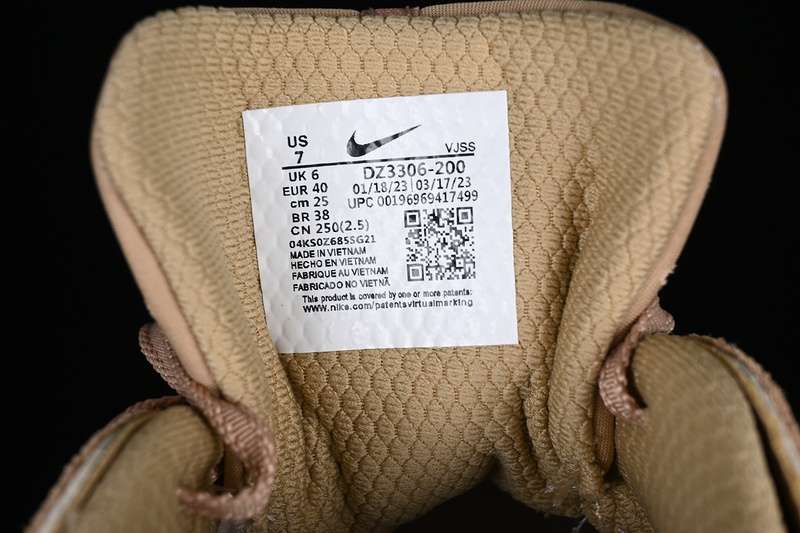 US
7
VJSS
UK 6
EUR 40
cm 25
BR 38
CN 250(2.5)
DZ3306-200
01/18/23 | 03/17/23
UPC 00196969417499
04KS0Z685SG21
MADE IN VIETNAM
HECHO EN VIETNAM
FABRIQUE AU VIETNAM
FABRICADO NO VIETNÃ
This product is covered by one or more patents:
www.nike.com/patentsvirtualmarking